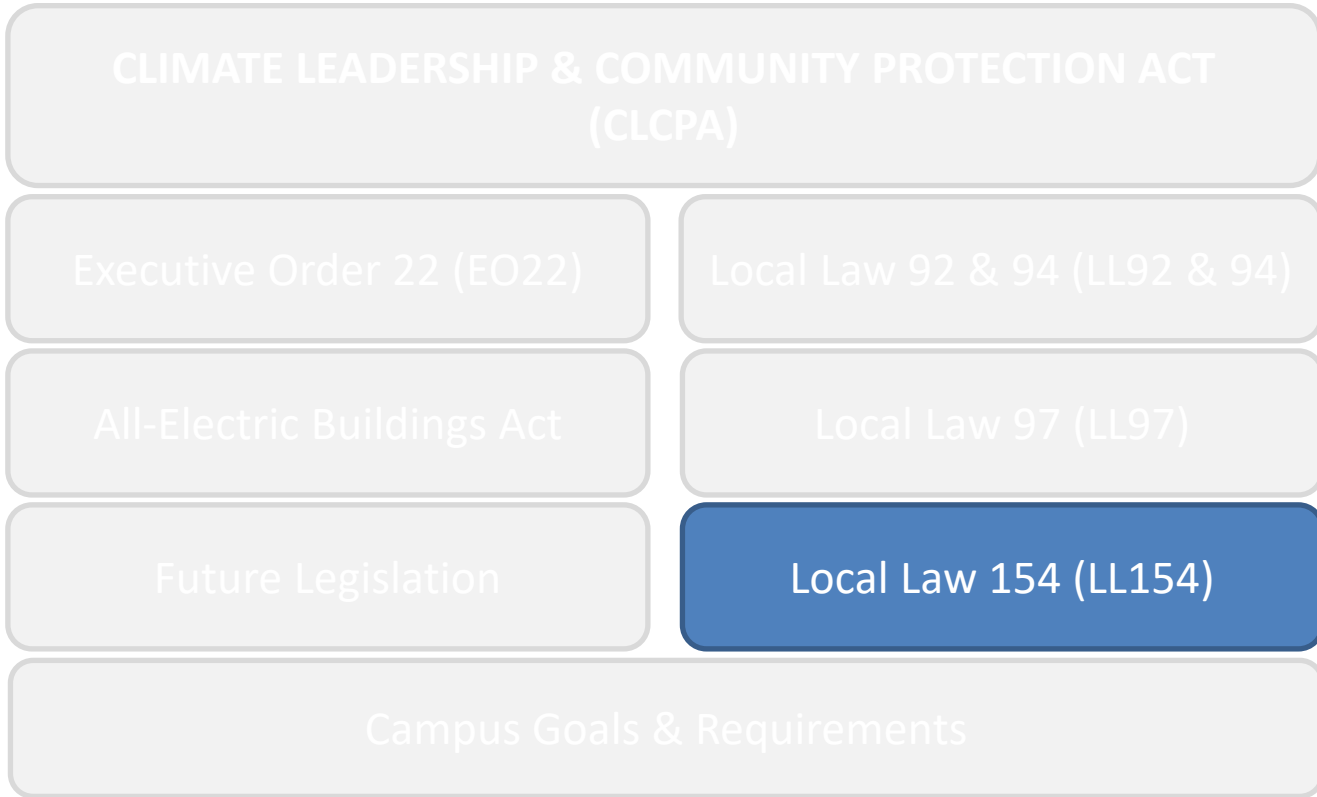 CLIMATE LEADERSHIP & COMMUNITY PROTECTION ACT
(CLCPA)
Executive Order 22 (EO22)
Local Law 92 & 94 (LL92 & 94)
All-Electric Buildings Act
Local Law 97 (LL97)
Future Legislation
Local Law 154 (LL154)
Campus Goals & Requirements